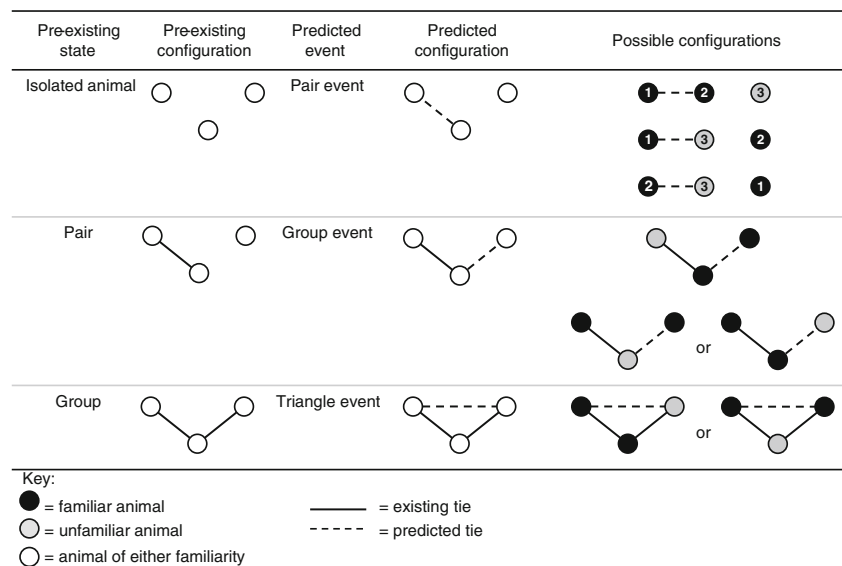 Pre-existing state
Pre-existing configuration
Predicted event
Predicted configuration
Possible configurations
Isolated animal
Pair event
1 2 3
1 3 2
2 3 1
Pair
Group event
or
Group
Triangle event
or
Key:
= familiar animal
= existing tie
= unfamiliar animal
= predicted tie
= animal of either familiarity